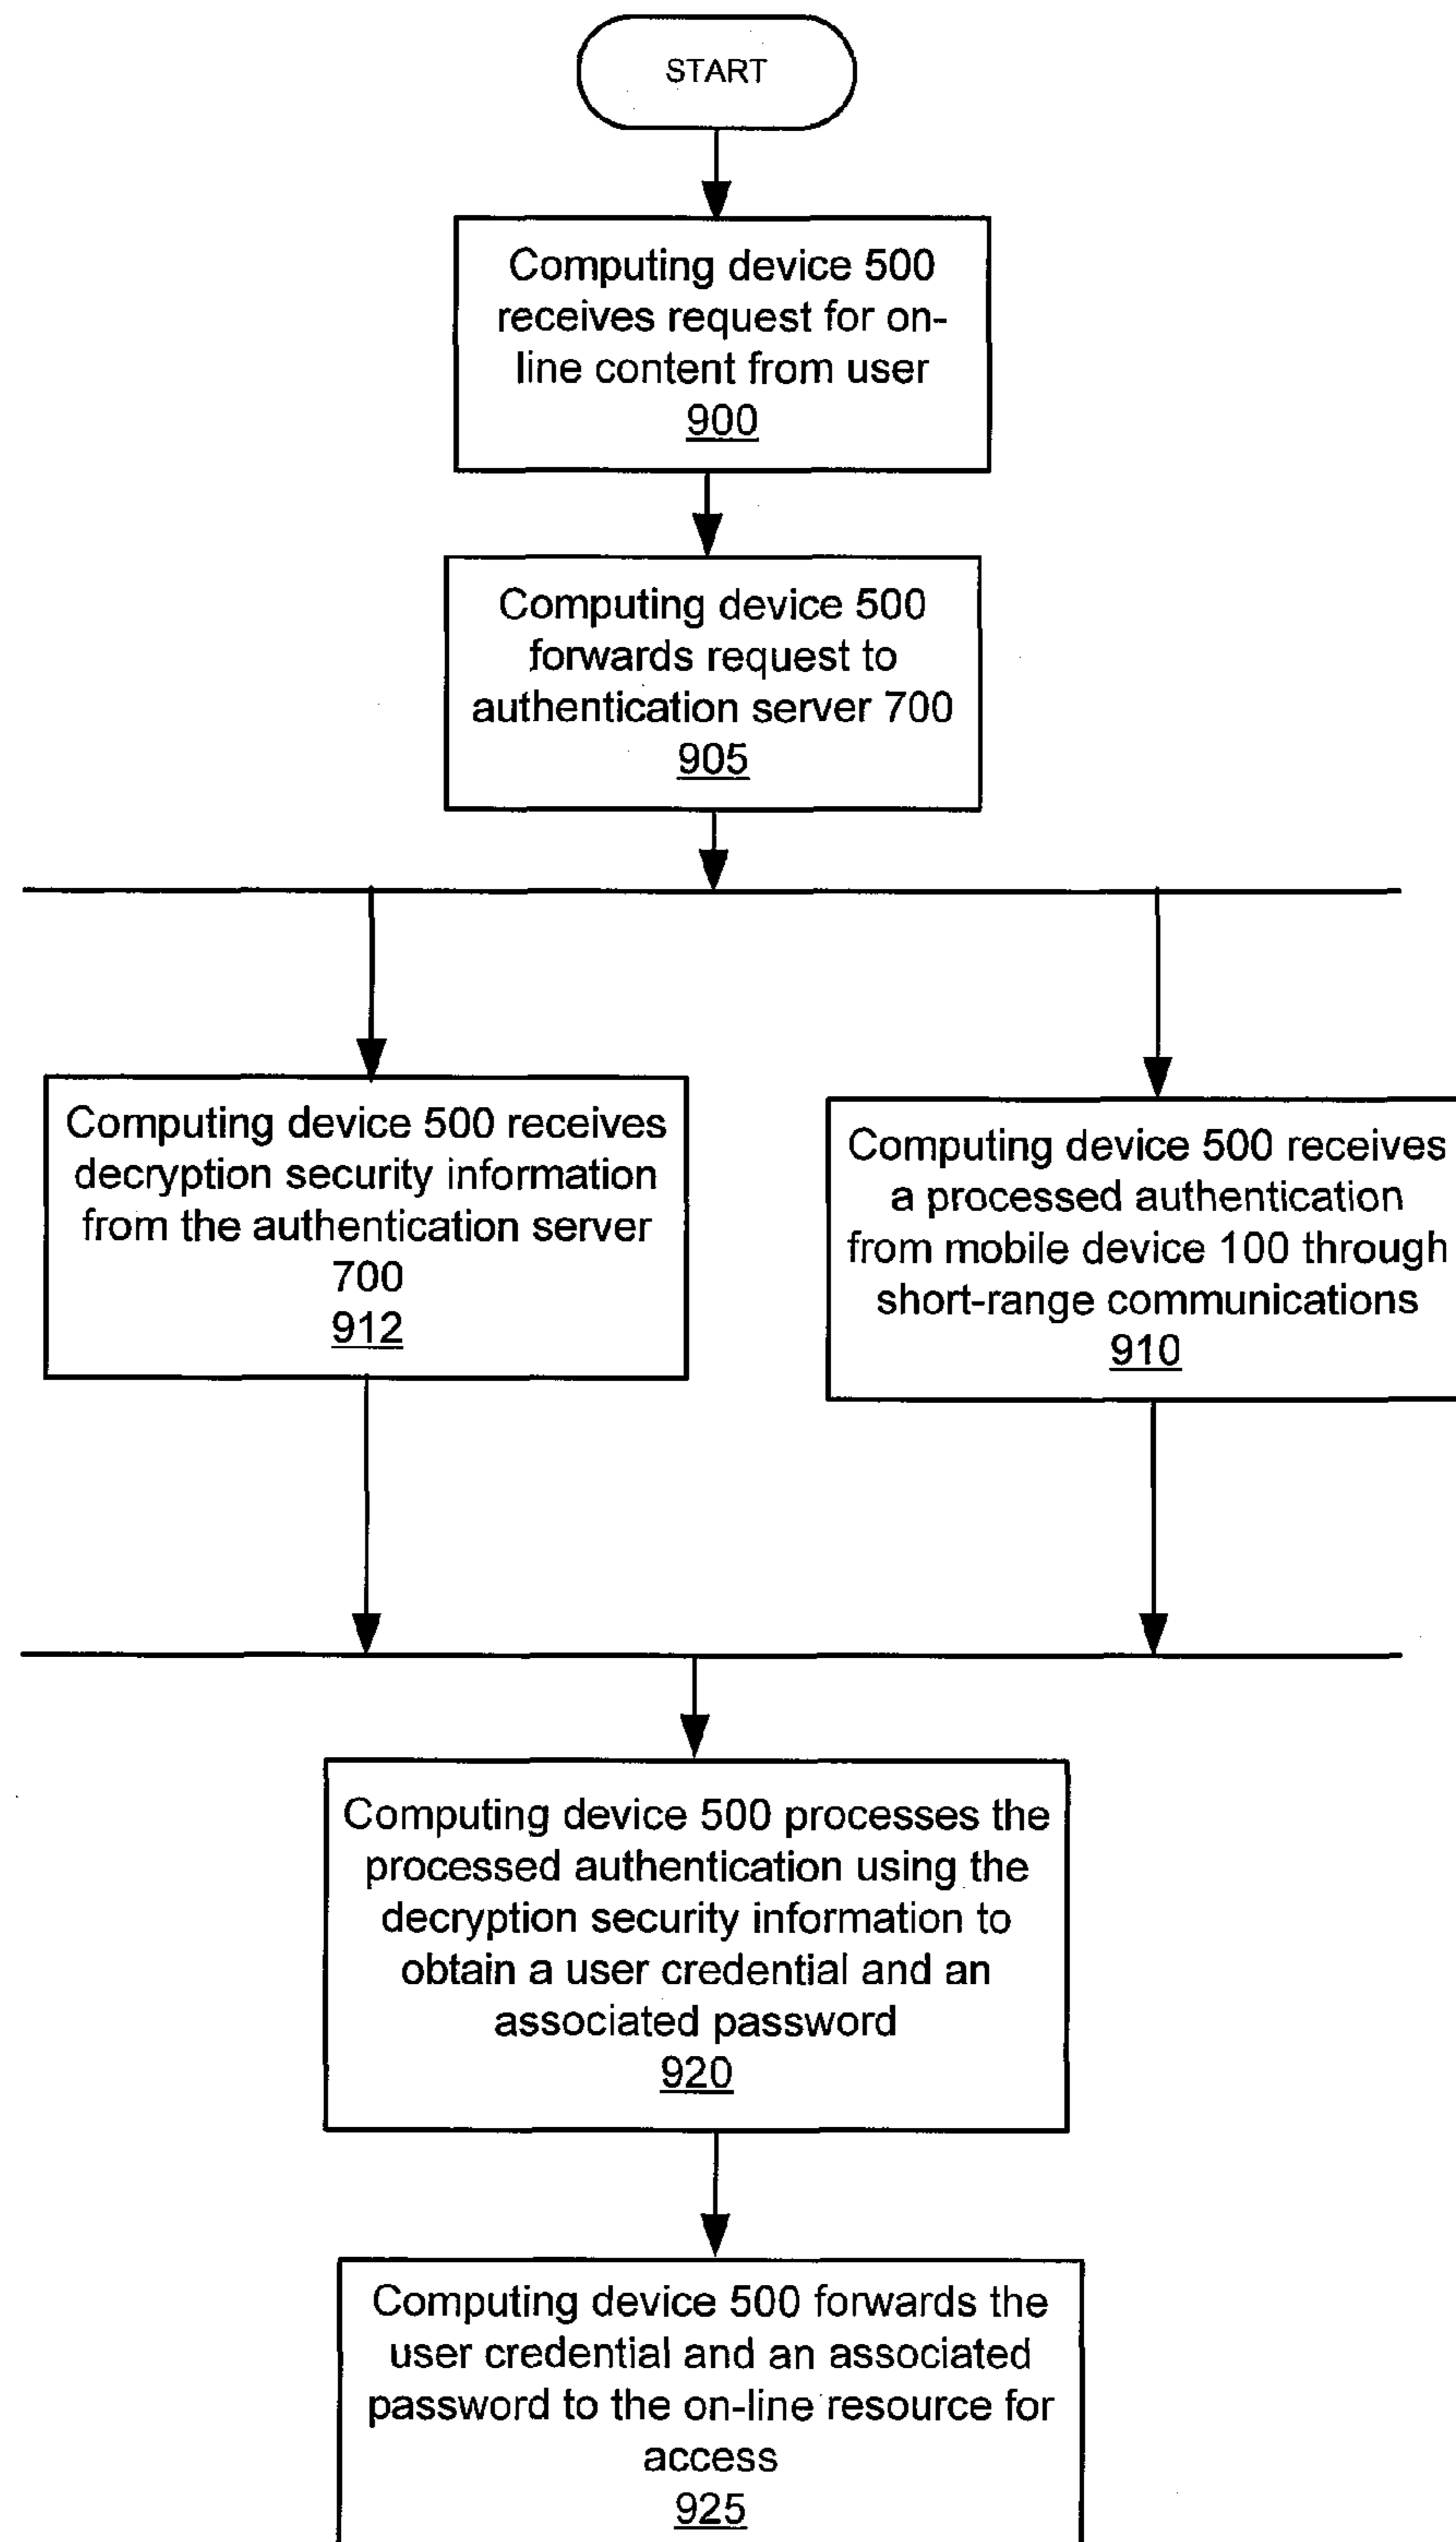 START
Computing device 500
receives request for on-
line content from user
900
Computing device 500
forwards request to
authentication server 700
905
Computing device 500 receives
decryption security information
from the authentication server
700
912
Computing device 500 receives
a processed authentication
from mobile device 100 through
short-range communications
910
Computing device 500 processes the
processed authentication using the
decryption security information to
obtain a user credential and an
associated password
920
Computing device 500 forwards the
user credential and an associated
password to the on-line resource for
access
925